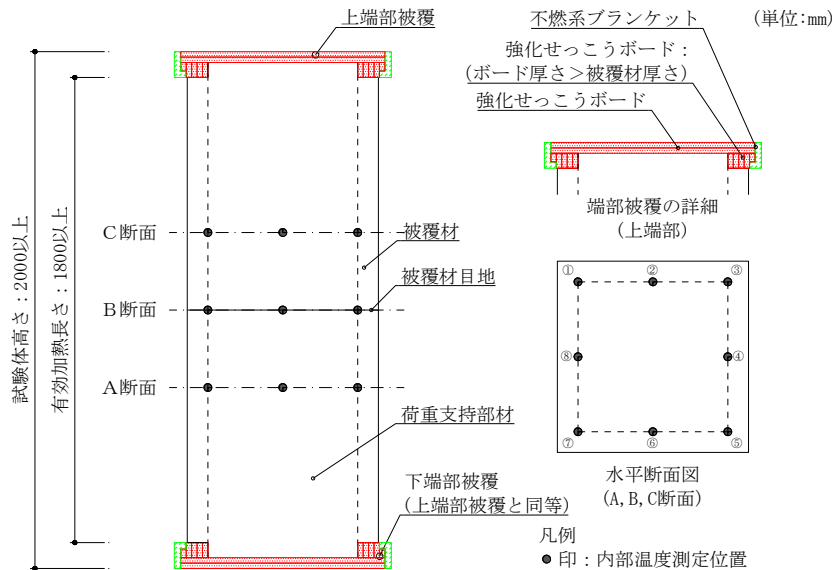 上端部被覆
不燃系ブランケット
(単位:mm)
強化せっこうボード：
(ボード厚さ＞被覆材厚さ)
強化せっこうボード
端部被覆の詳細
(上端部)
試験体高さ：2000以上
有効加熱長さ：1800以上
C断面
B断面
A断面
被覆材
被覆材目地
荷重支持部材
下端部被覆
(上端部被覆と同等)
① ② ③
⑧ ④
⑦ ⑥ ⑤
水平断面図
(A,B,C断面)
凡例
●印：内部温度測定位置